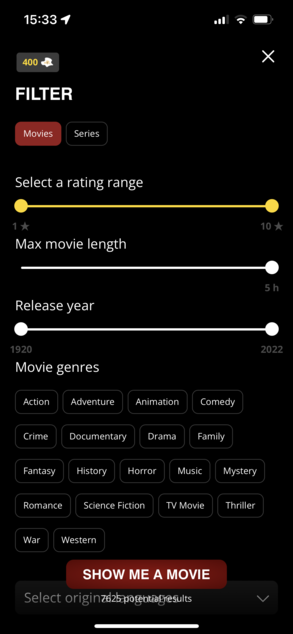 15:33
400
FILTER
Movies Series
Select a rating range
1 ★ 10 ★
Max movie length
5 h
Release year
1920 2022
Movie genres
Action Adventure Animation Comedy
Crime Documentary Drama Family
Fantasy History Horror Music Mystery
Romance Science Fiction TV Movie Thriller
War Western
SHOW ME A MOVIE
Select original languages
7625 potential results